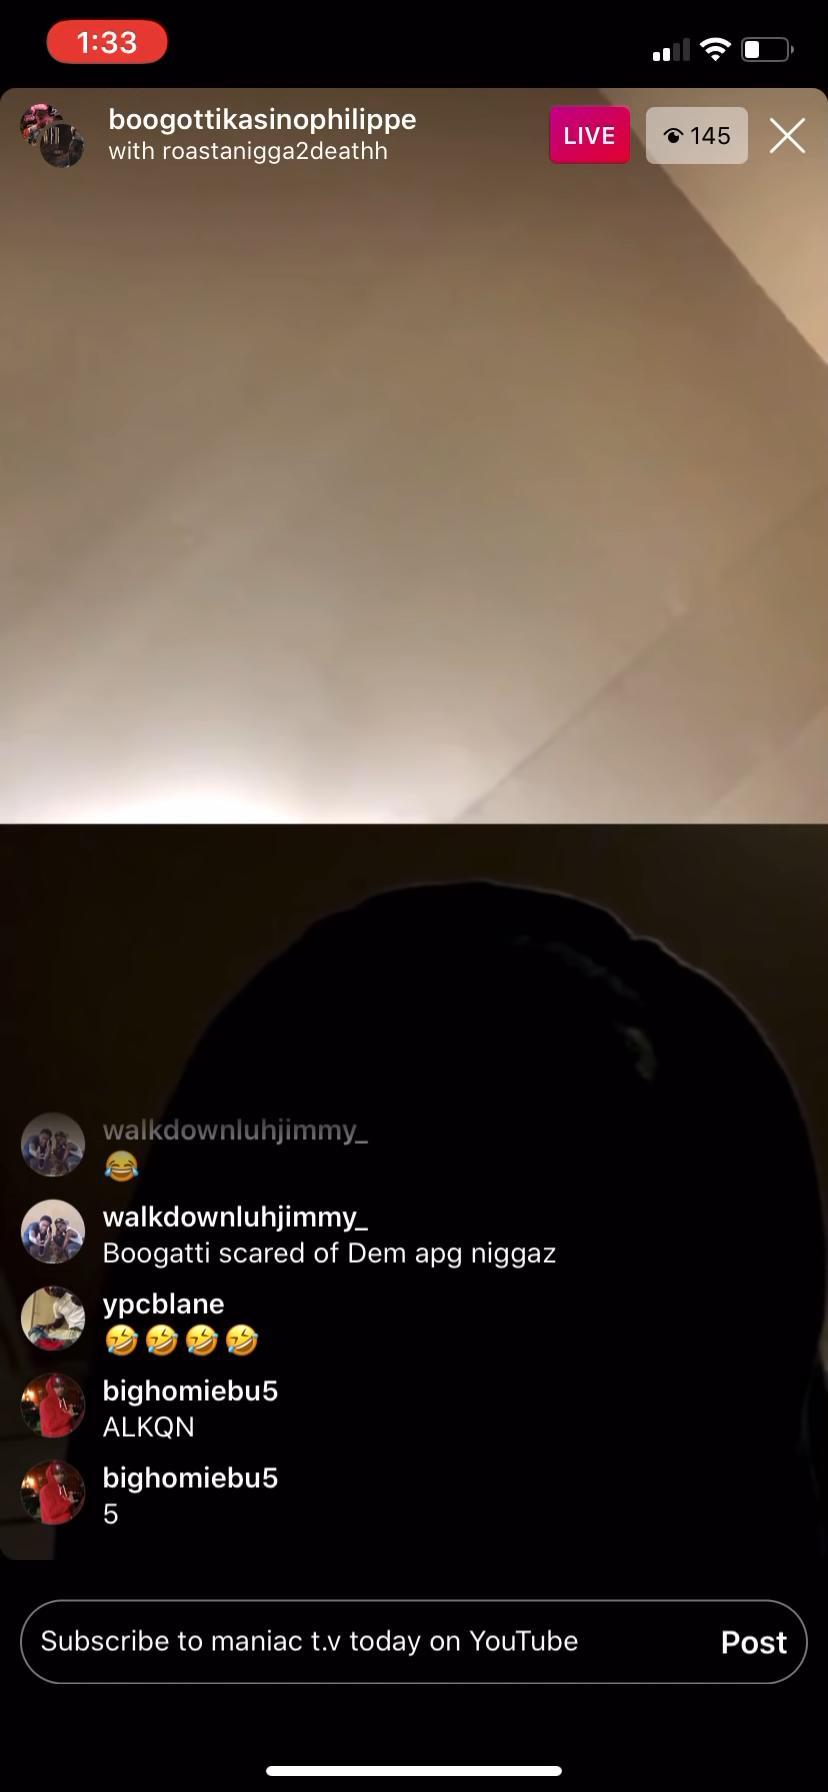 1:33
boogottikasinophilippe
with roastanigga2deathh
LIVE
145
walkdownluhjimmy_
😂
walkdownluhjimmy_
Boogatti scared of Dem apg niggaz
ypcblane
🤣🤣🤣🤣
bighomiebu5
ALKQN
bighomiebu5
5
Subscribe to maniac t.v today on YouTube
Post